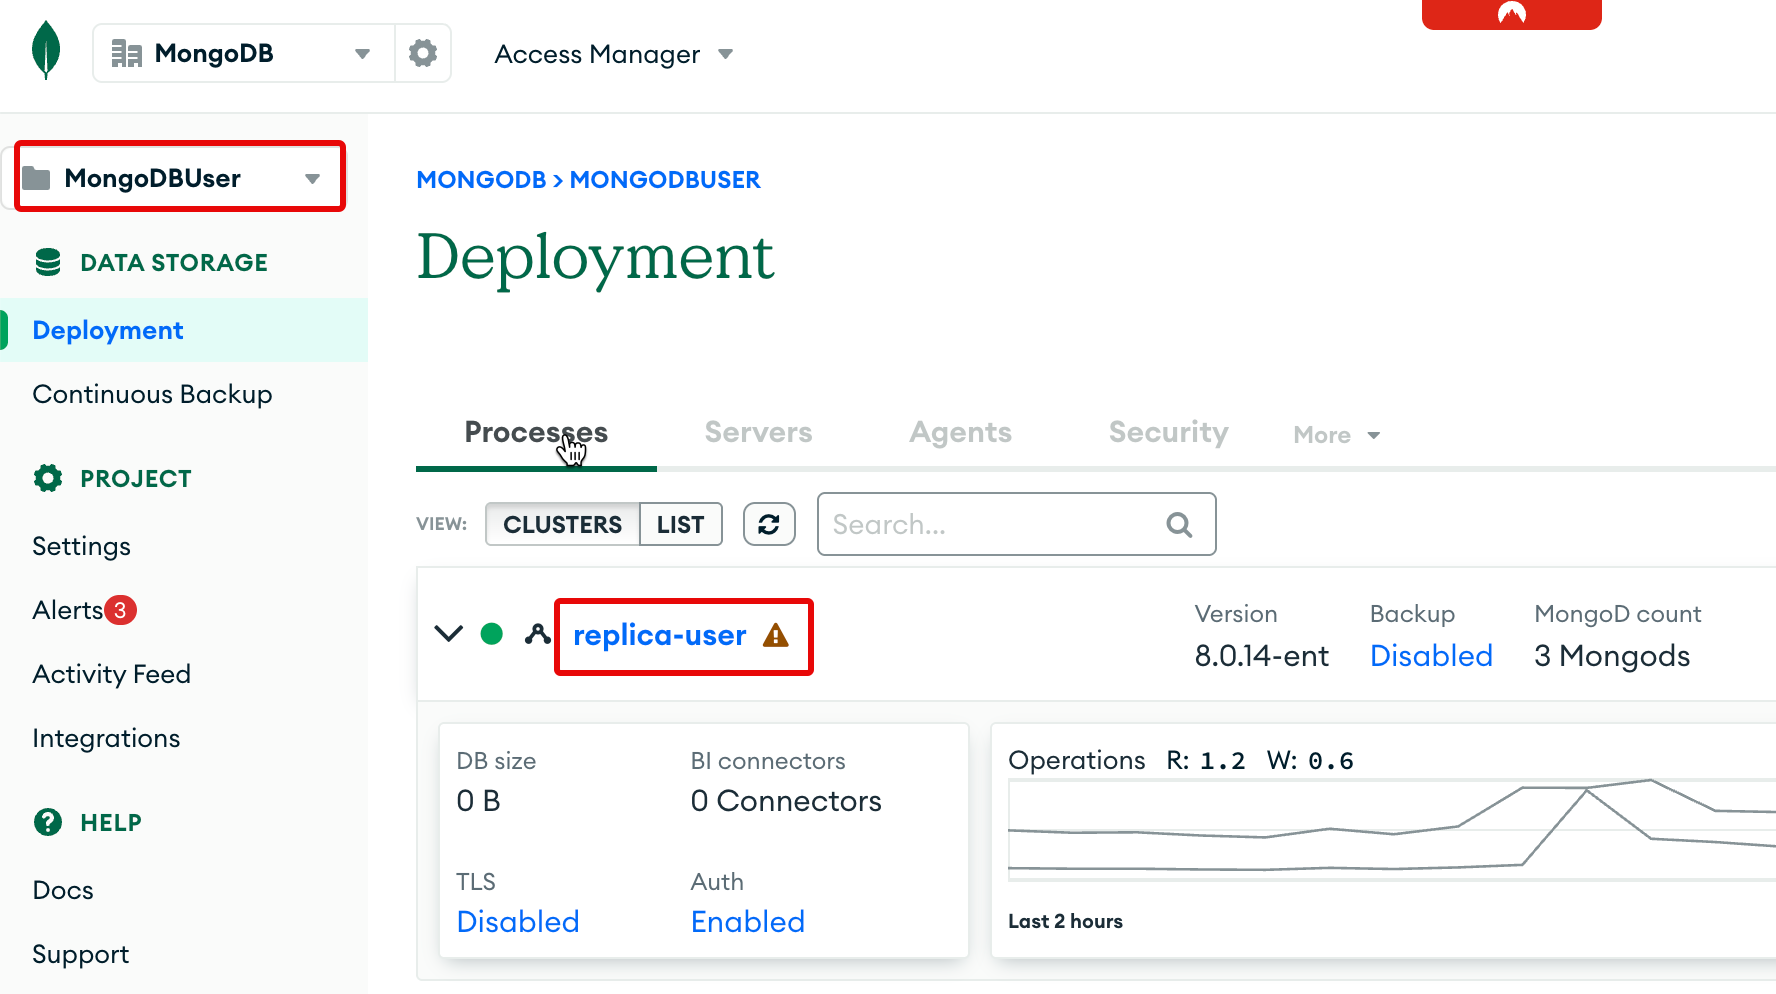 MongoDB
Access Manager
MongoDBUser
MONGODB > MONGODBUSER
DATA STORAGE
Deployment
Deployment
Continuous Backup
Processes Servers Agents Security More
PROJECT
VIEW: CLUSTERS LIST Search...
Settings
Alerts 3
replica-user
Version Backup MongoD count
8.0.14-ent Disabled 3 Mongods
Activity Feed
Integrations
DB size BI connectors
0 B 0 Connectors
Operations R: 1.2 W: 0.6
HELP
TLS Auth
Disabled Enabled
Last 2 hours
Docs
Support